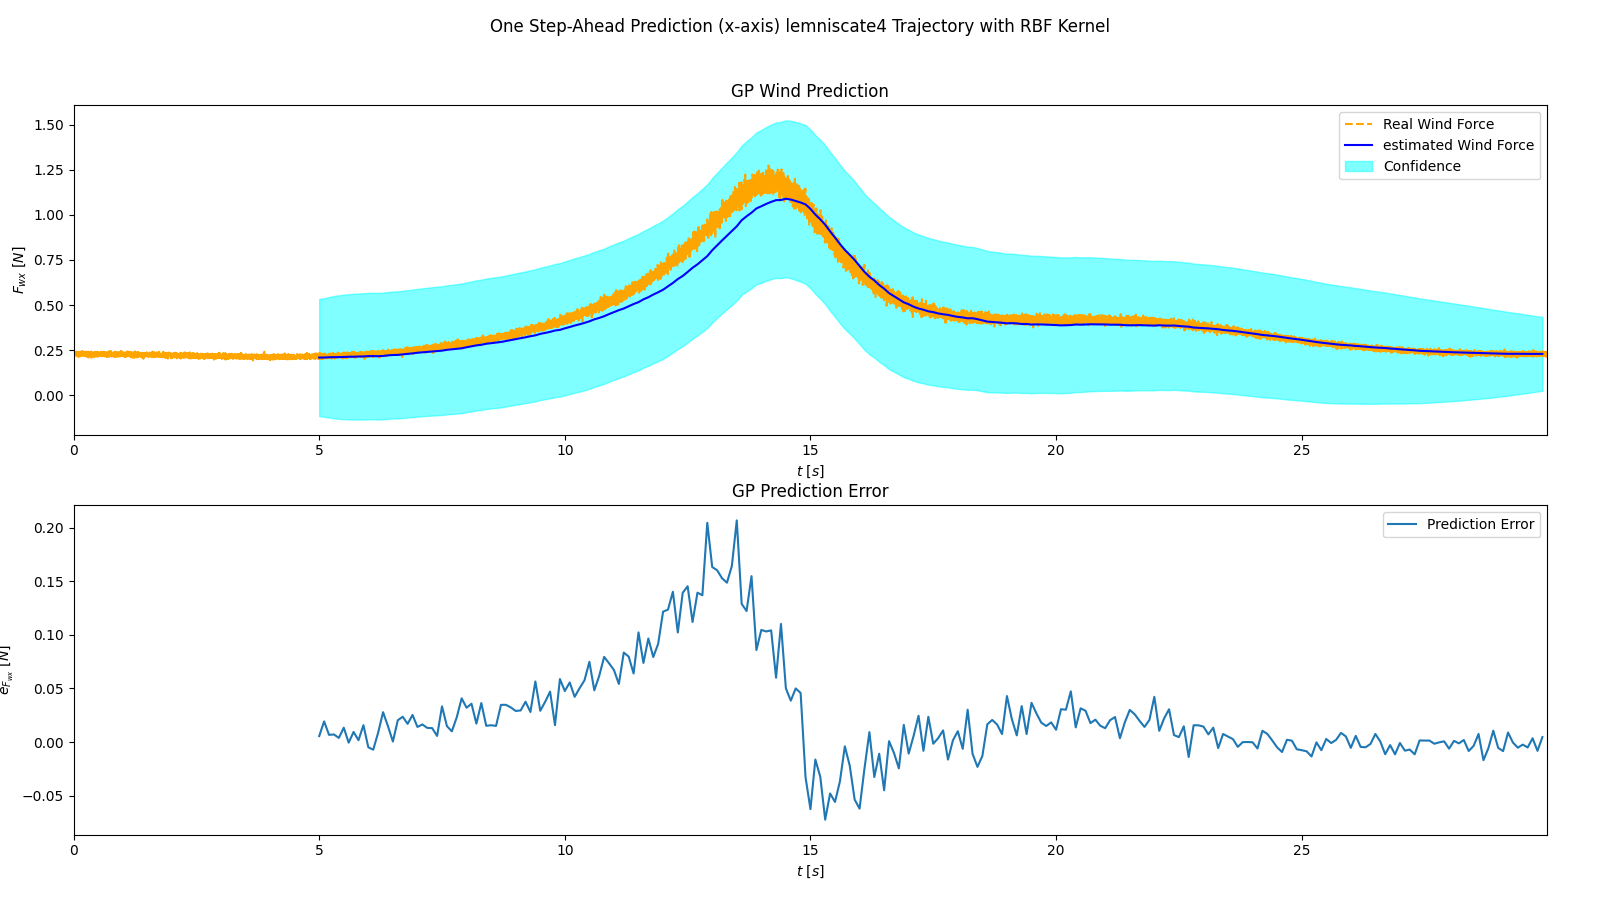 One Step-Ahead Prediction (x-axis) lemniscate4 Trajectory with RBF Kernel
GP Wind Prediction
1.50
1.25
1.00
0.75
0.50
0.25
0.00
F_wx [N]
Real Wind Force
estimated Wind Force
Confidence
0 5 10 15 20 25
t [s]
GP Prediction Error
0.20
0.15
0.10
0.05
0.00
−0.05
e_F_wx [N]
Prediction Error
0 5 10 15 20 25
t [s]